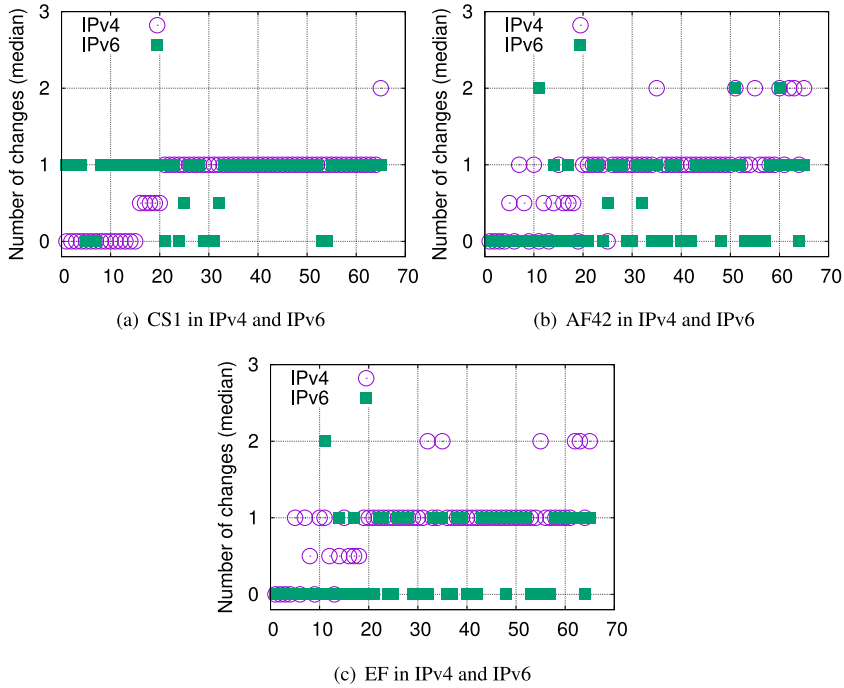 Number of changes (median)
3
2
1
0
IPv4
IPv6
0 10 20 30 40 50 60 70
(a) CS1 in IPv4 and IPv6
Number of changes (median)
3
2
1
0
IPv4
IPv6
0 10 20 30 40 50 60 70
(b) AF42 in IPv4 and IPv6
Number of changes (median)
3
2
1
0
IPv4
IPv6
0 10 20 30 40 50 60 70
(c) EF in IPv4 and IPv6